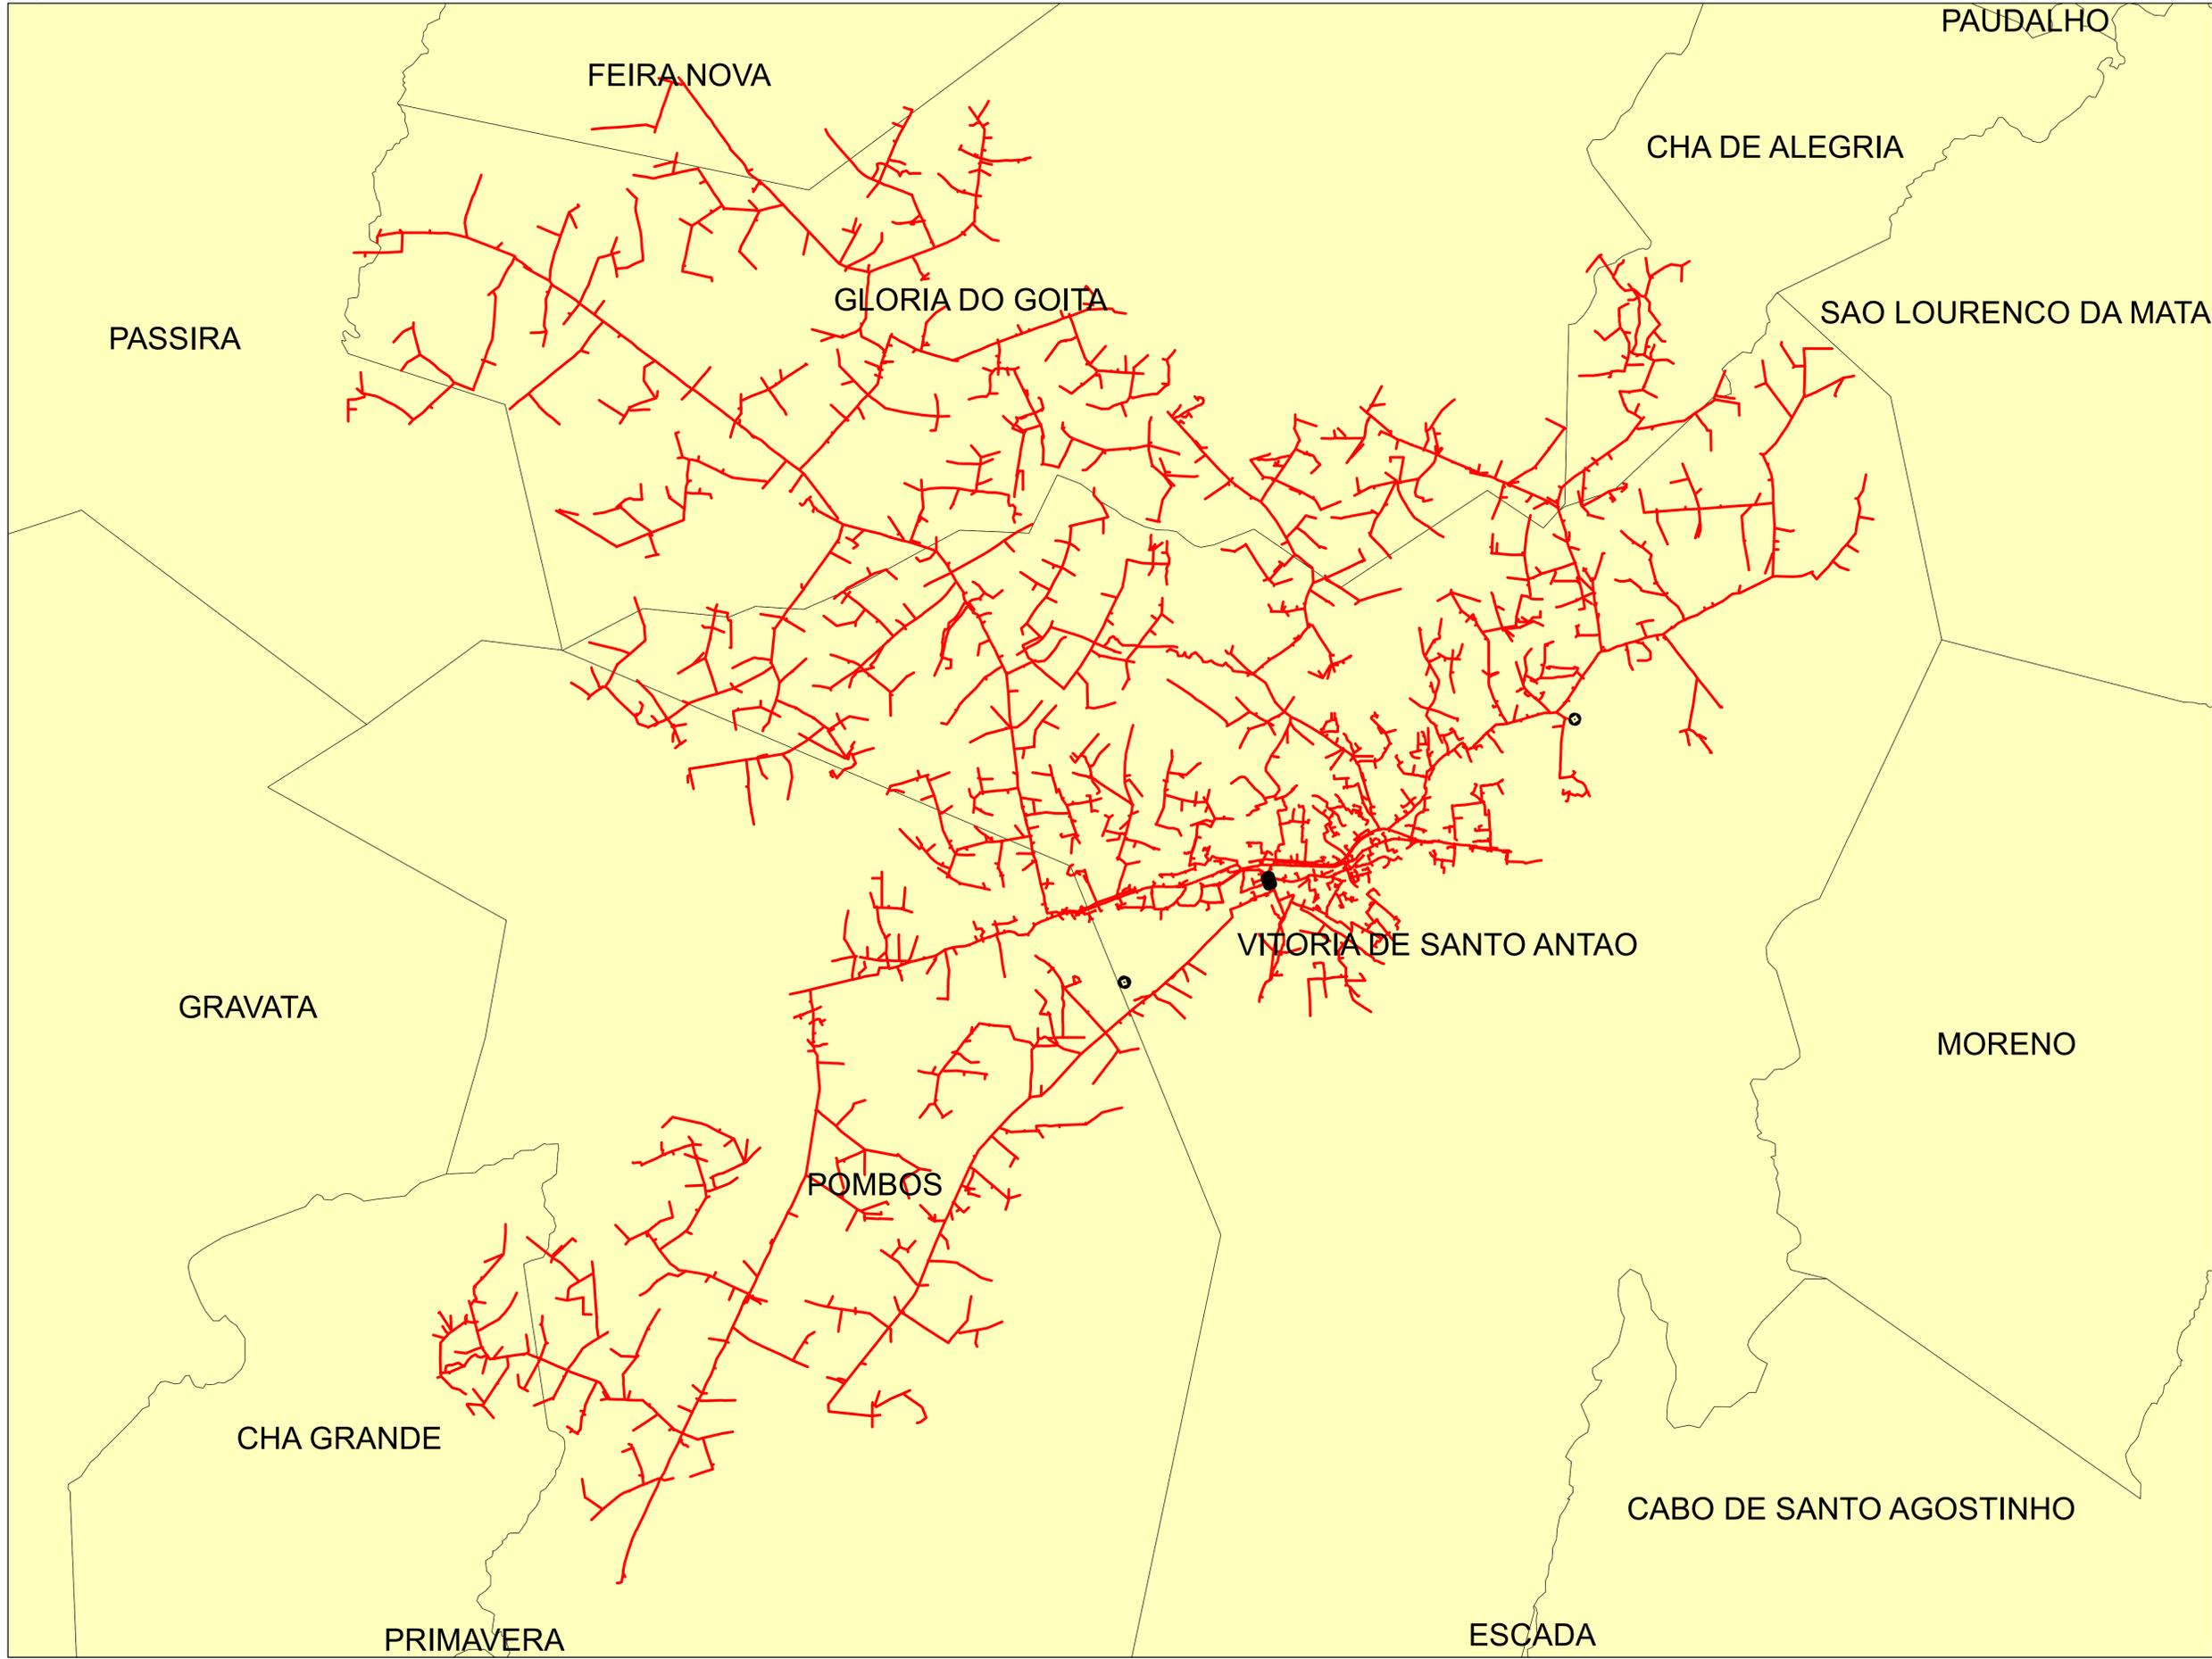 PAUDALHO
FEIRA NOVA
CHA DE ALEGRIA
GLORIA DO GOITA
SAO LOURENCO DA MATA
PASSIRA
VITORIA DE SANTO ANTAO
GRAVATA
MORENO
POMBOS
CHA GRANDE
CABO DE SANTO AGOSTINHO
ESCADA
PRIMAVERA